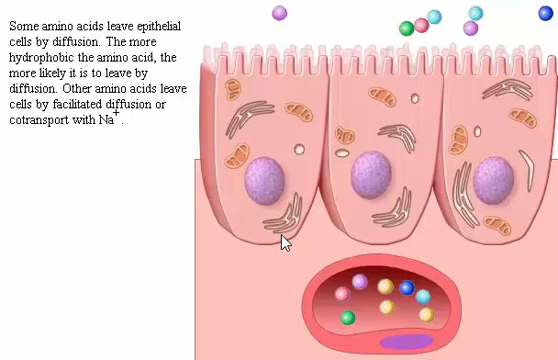 Some amino acids leave epithelial
cells by diffusion. The more
hydrophobic the amino acid, the
more likely it is to leave by
diffusion. Other amino acids leave
cells by facilitated diffusion or
cotransport with Na+.